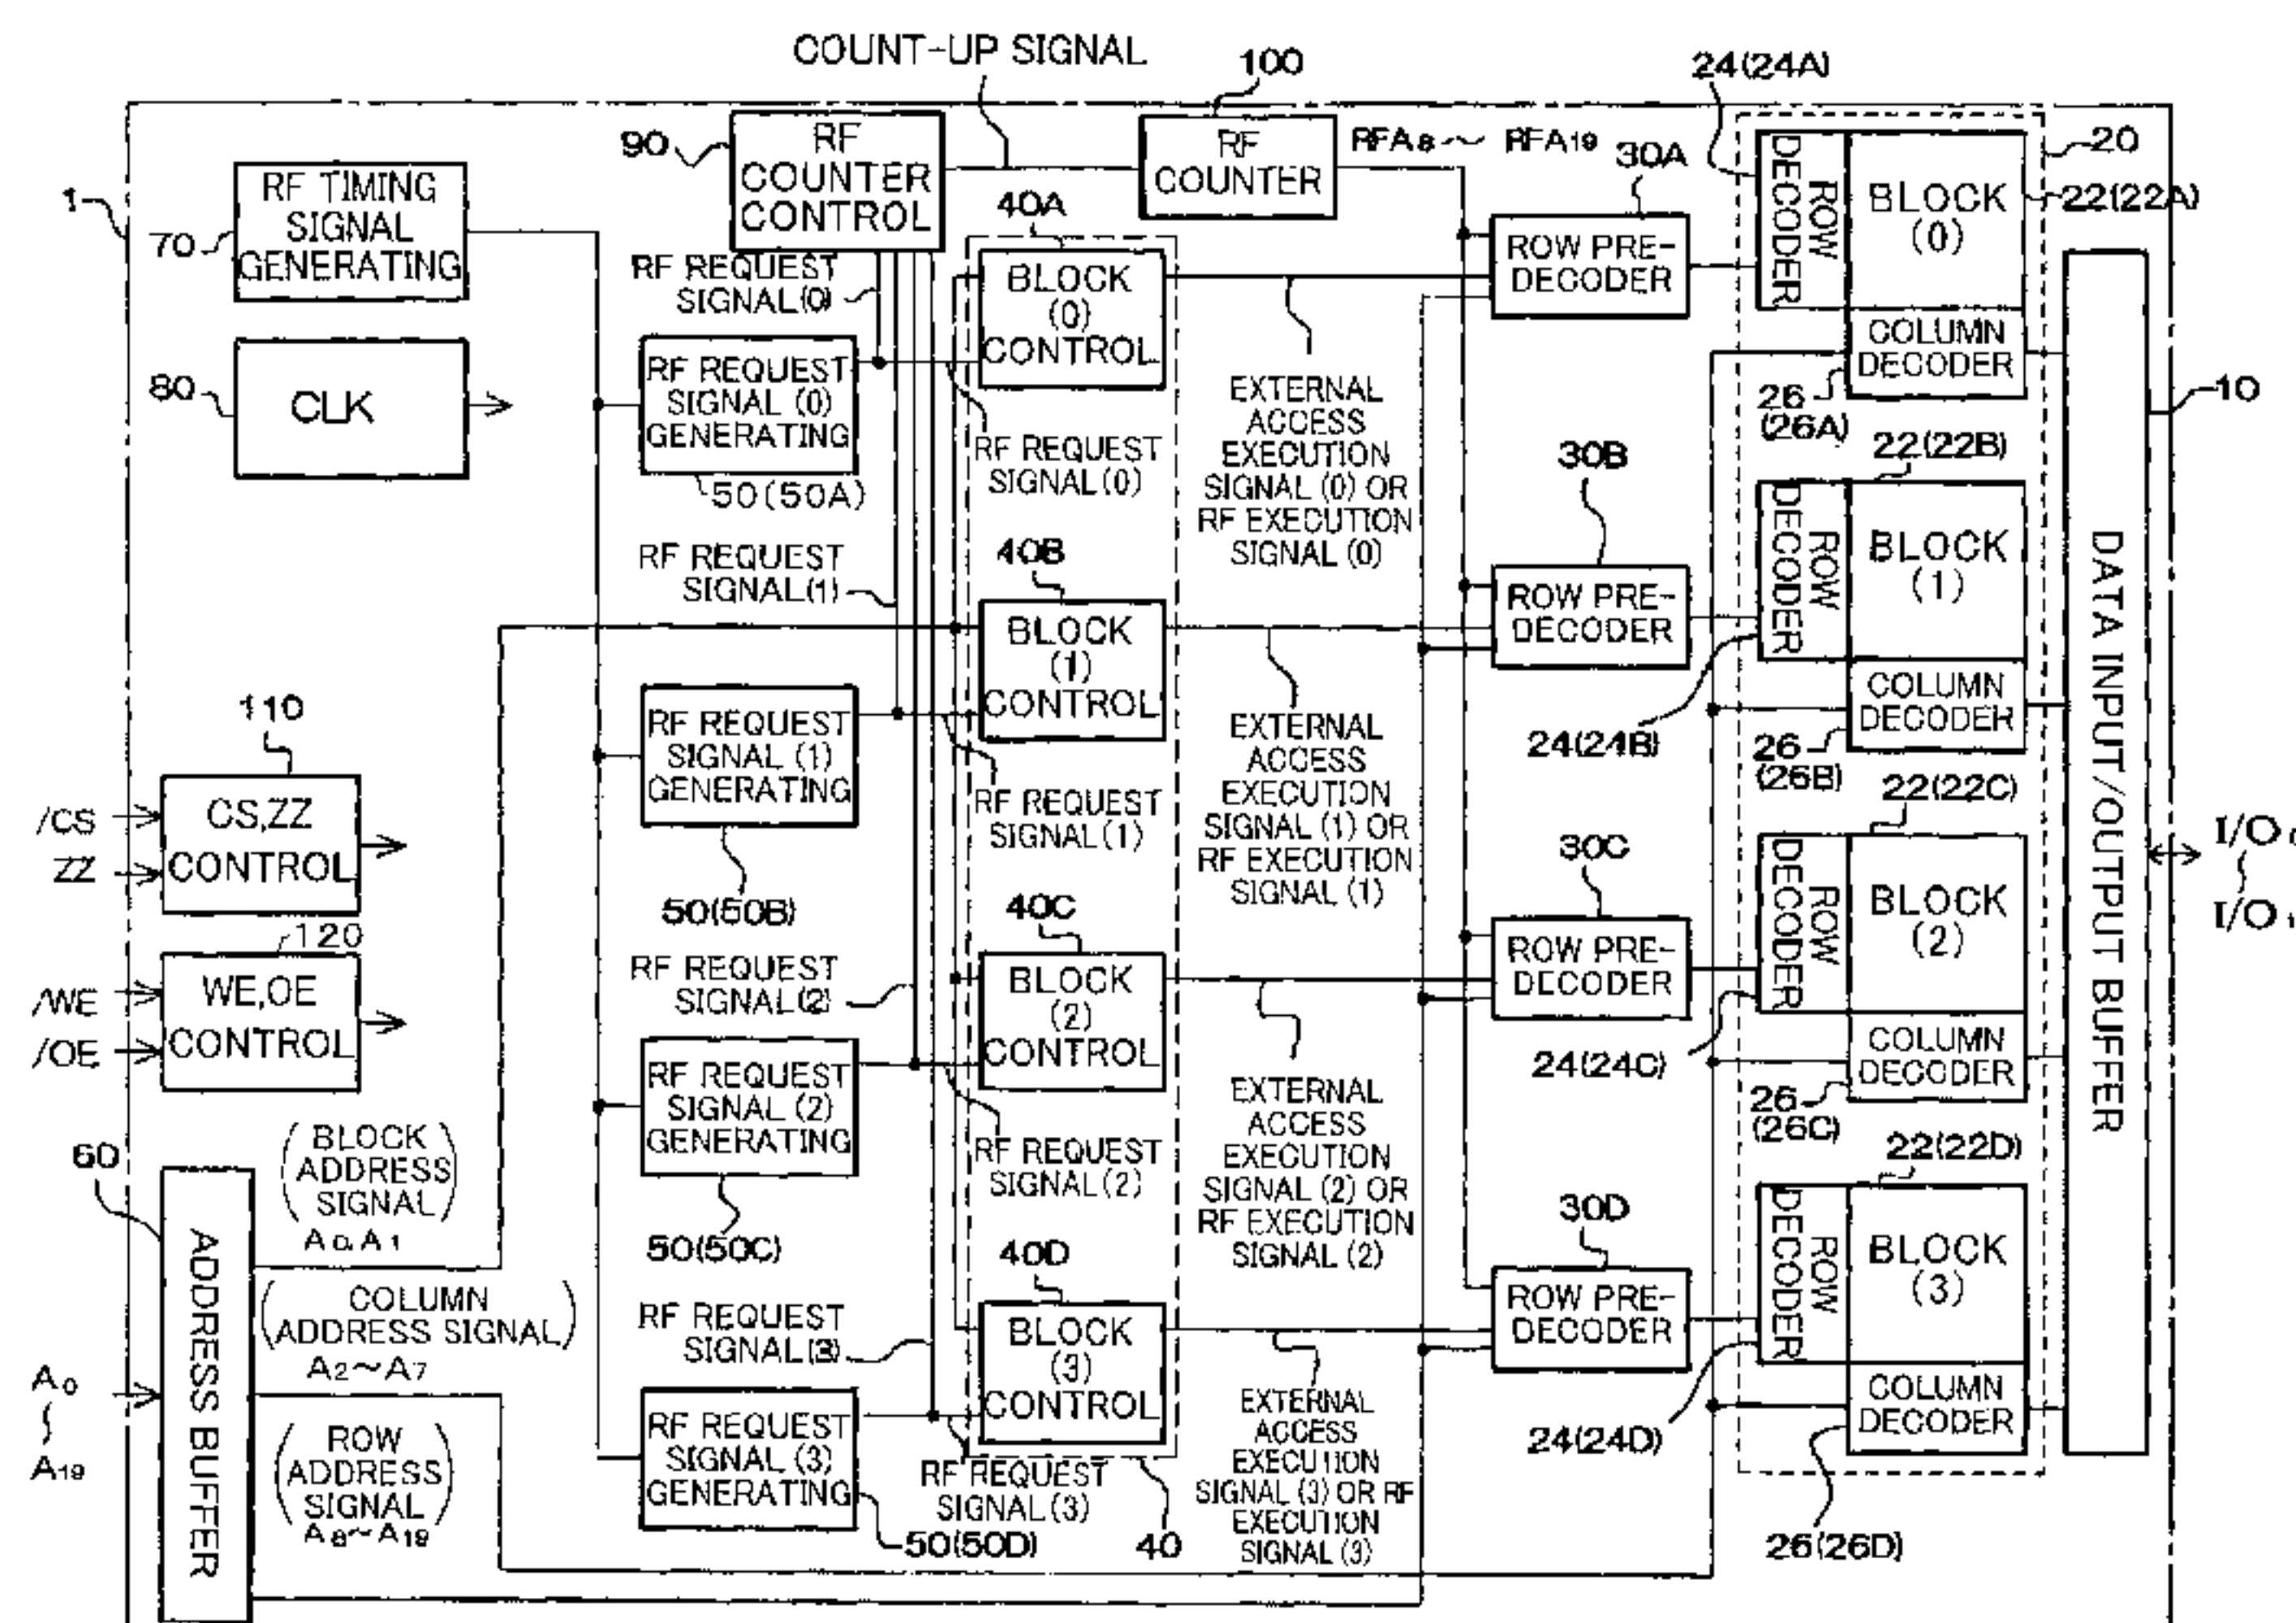 COUNT-UP SIGNAL
100
24(24A)
90
RF
COUNTER
CONTROL
RF
COUNTER
RFA8～ RFA19
30A
20
1
RF TIMING
SIGNAL
GENERATING
70
40A
ROW
DECODER
BLOCK
(0)
22(22A)
RF REQUEST
SIGNAL(0)
BLOCK
(0)
CONTROL
ROW PRE-
DECODER
COLUMN
DECODER
80
CLK
RF REQUEST
SIGNAL (0)
GENERATING
50(50A)
RF REQUEST
SIGNAL(0)
EXTERNAL
ACCESS
EXECUTION
SIGNAL (0) OR
RF EXECUTION
SIGNAL (0)
26
(26A)
10
22(22B)
30B
RF REQUEST
SIGNAL(1)
40B
BLOCK
(1)
CONTROL
ROW PRE-
DECODER
ROW
DECODER
BLOCK
(1)
COLUMN
DECODER
DATA INPUT/OUTPUT BUFFER
110
/CS
ZZ
CS,ZZ
CONTROL
RF REQUEST
SIGNAL (1)
GENERATING
50(50B)
RF REQUEST
SIGNAL(1)
EXTERNAL
ACCESS
EXECUTION
SIGNAL (1) OR
RF EXECUTION
SIGNAL (1)
24(24B)
26
(26B)
22(22C)
30C
I/O
I/O
120
/WE
/OE
WE,OE
CONTROL
RF REQUEST
SIGNAL(2)
40C
BLOCK
(2)
CONTROL
ROW PRE-
DECODER
ROW
DECODER
BLOCK
(2)
COLUMN
DECODER
24(24C)
26
(26C)
RF REQUEST
SIGNAL (2)
GENERATING
50(50C)
RF REQUEST
SIGNAL(2)
EXTERNAL
ACCESS
EXECUTION
SIGNAL (2) OR
RF EXECUTION
SIGNAL (2)
22(22D)
30D
60
BLOCK
ADDRESS
SIGNAL
A0,A1
ADDRESS BUFFER
COLUMN
ADDRESS SIGNAL
A2～A7
A0
A19
ROW
ADDRESS
SIGNAL
A8～A19
RF REQUEST
SIGNAL(3)
40D
BLOCK
(3)
CONTROL
ROW PRE-
DECODER
ROW
DECODER
BLOCK
(3)
COLUMN
DECODER
RF REQUEST
SIGNAL (3)
GENERATING
50(50D)
RF REQUEST
SIGNAL(3)
40
EXTERNAL
ACCESS
EXECUTION
SIGNAL (3) OR RF
EXECUTION
SIGNAL (3)
24(24D)
26(26D)